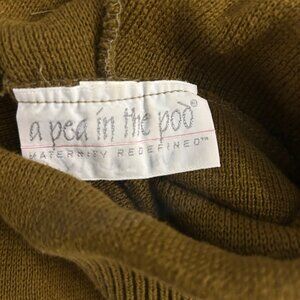 a pea in the pod®
MATERNITY REDEFINED™